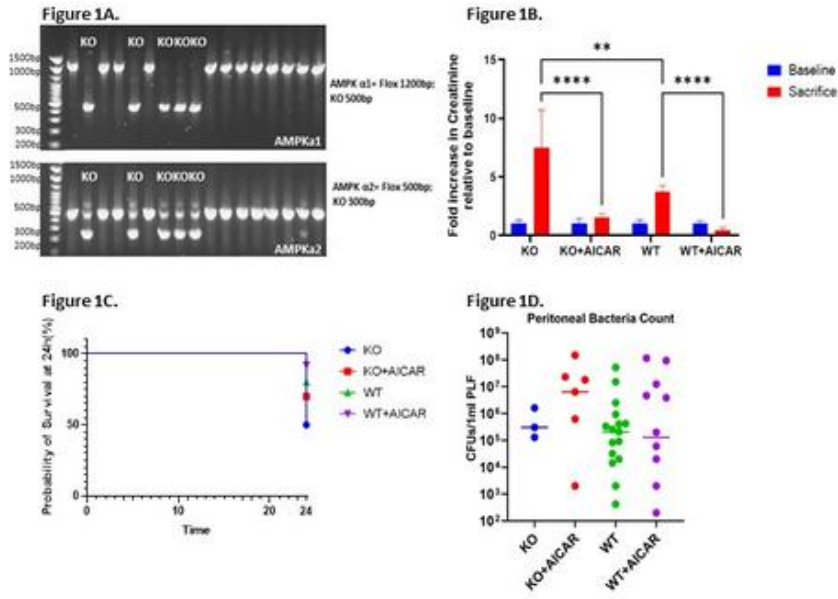 Figure 1A.
KO KO KO KO KO
1500bp
1000bp
500bp
300bp
200bp
AMPKa1
AMPK α1= Flox 1200bp;
KO 500bp
KO KO KO KO KO
1500bp
1000bp
500bp
300bp
200bp
AMPKa2
AMPK α2= Flox 500bp;
KO 300bp
Figure 1B.
Fold increase in Creatinine
relative to baseline
15
10
5
0
**
**** ****
KO KO+AICAR WT WT+AICAR
Baseline
Sacrifice
Figure 1C.
Probability of Survival at 24h(%)
100
50
0
0 10 20 24
Time
KO
KO+AICAR
WT
WT+AICAR
Figure 1D.
Peritoneal Bacteria Count
CFUs/1ml PLF
10⁹
10⁸
10⁷
10⁶
10⁵
10⁴
10³
10²
KO KO+AICAR WT WT+AICAR